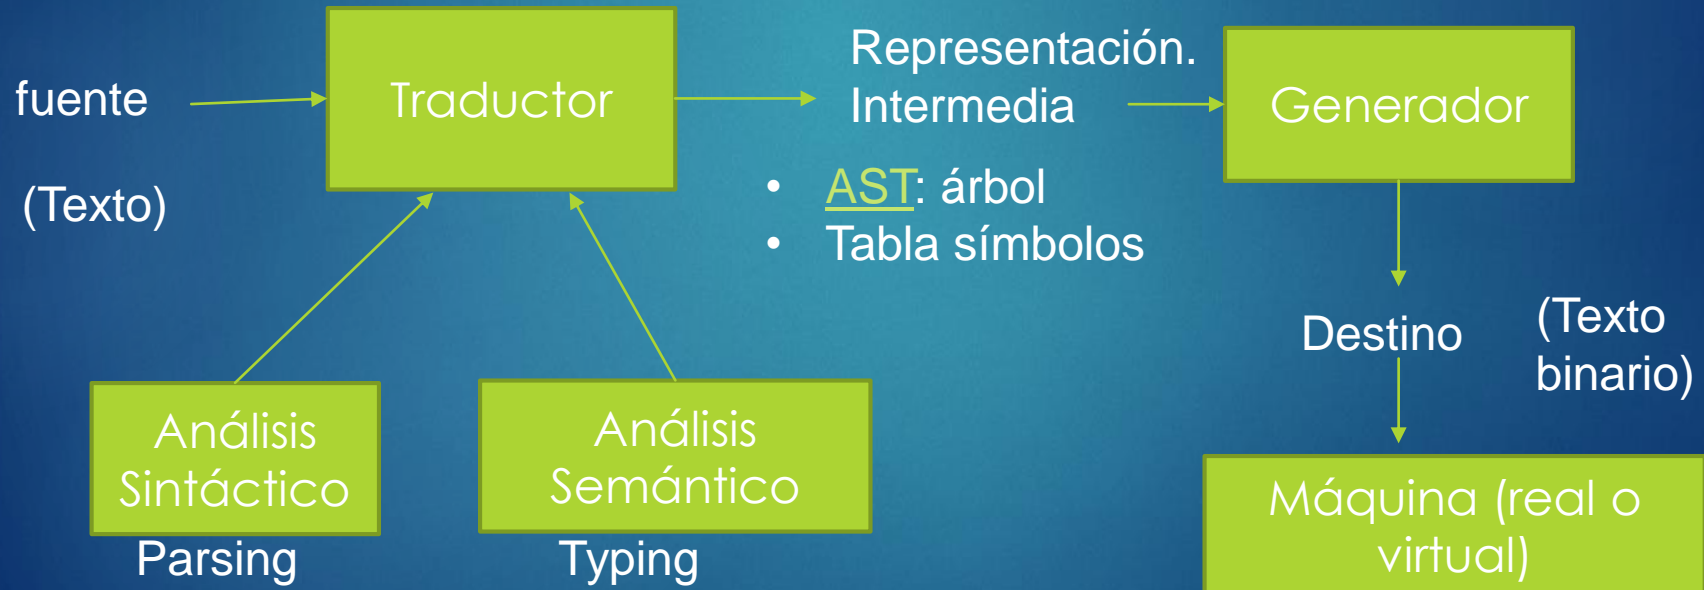 fuente
(Texto)
Traductor
Representación.
Intermedia
• AST: árbol
• Tabla símbolos
Generador
Destino
(Texto
binario)
Análisis
Sintáctico
Parsing
Análisis
Semántico
Typing
Máquina (real o
virtual)